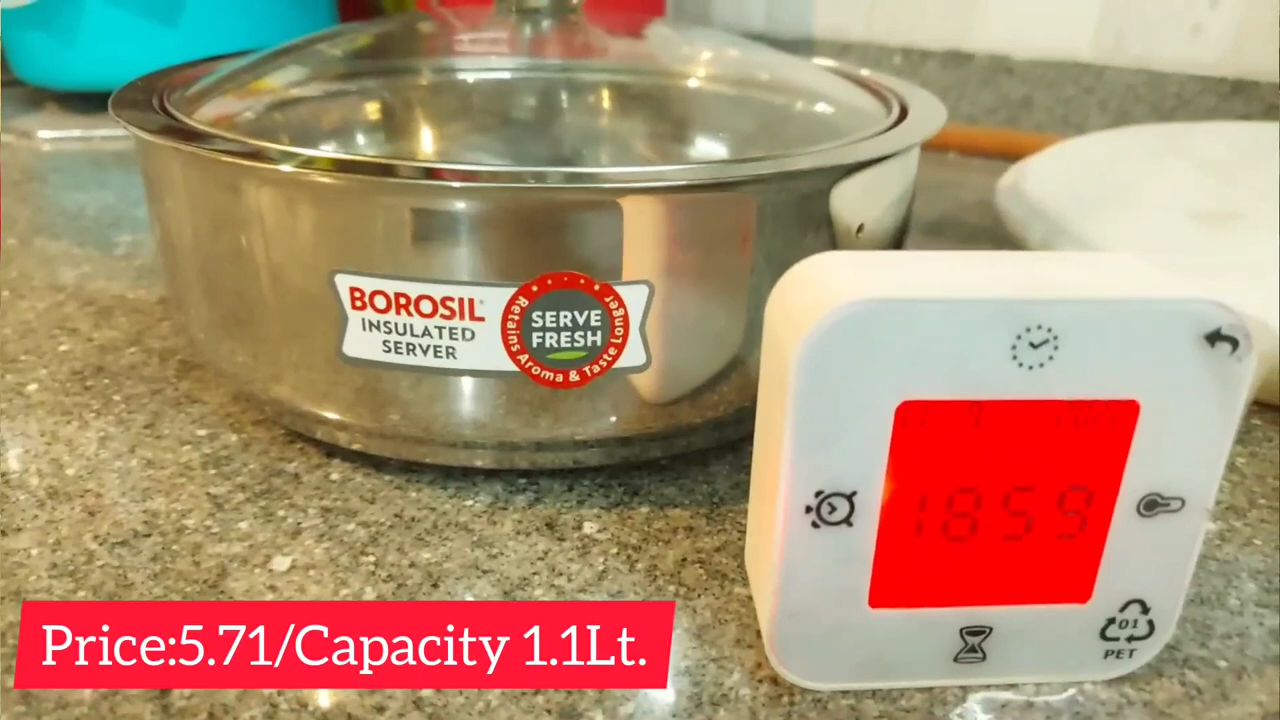 BOROSIL
INSULATED
SERVER
SERVE
FRESH
Retains Aroma & Taste Longer
1859
01
PET
Price:5.71/Capacity 1.1Lt.